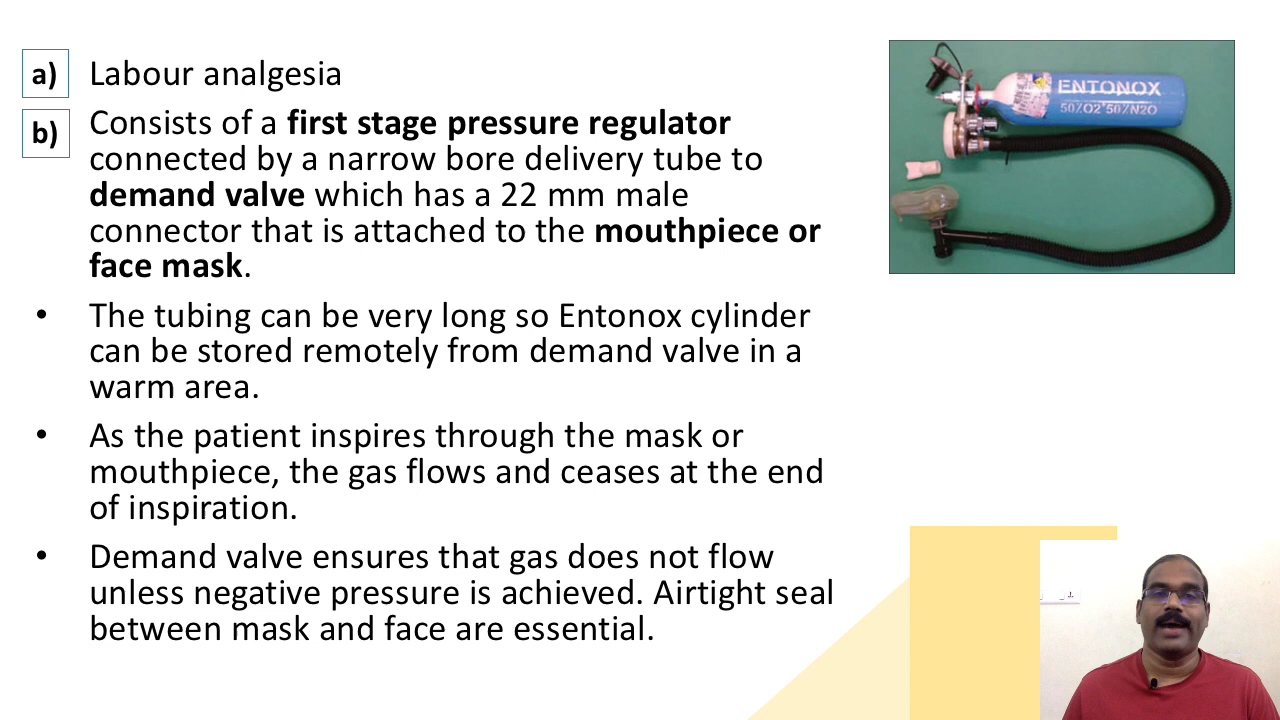 a) Labour analgesia
b) Consists of a first stage pressure regulator
connected by a narrow bore delivery tube to
demand valve which has a 22 mm male
connector that is attached to the mouthpiece or
face mask.
• The tubing can be very long so Entonox cylinder
can be stored remotely from demand valve in a
warm area.
• As the patient inspires through the mask or
mouthpiece, the gas flows and ceases at the end
of inspiration.
• Demand valve ensures that gas does not flow
unless negative pressure is achieved. Airtight seal
between mask and face are essential.
ENTONOX
50%O2 50%N2O